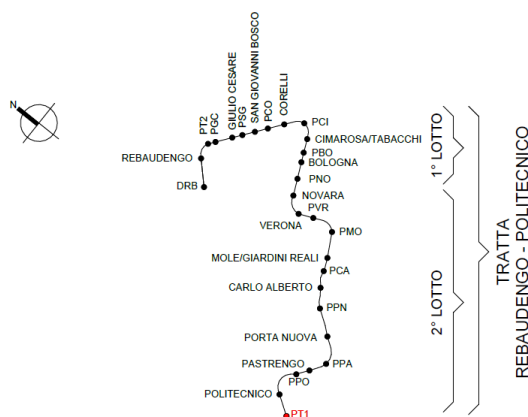 N
PT2
PGC
GIULIO CESARE
PSG
SAN GIOVANNI BOSCO
PCO
CORELLI
PCI
REBAUDENGO
CIMAROSA/TABACCHI
PBO
BOLOGNA
DRB
PNO
NOVARA
PVR
VERONA
PMO
MOLE/GIARDINI REALI
PCA
CARLO ALBERTO
PPN
PORTA NUOVA
PASTRENGO
PPA
PPO
POLITECNICO
PT1
1° LOTTO
2° LOTTO
TRATTA
REBAUDENGO - POLITECNICO